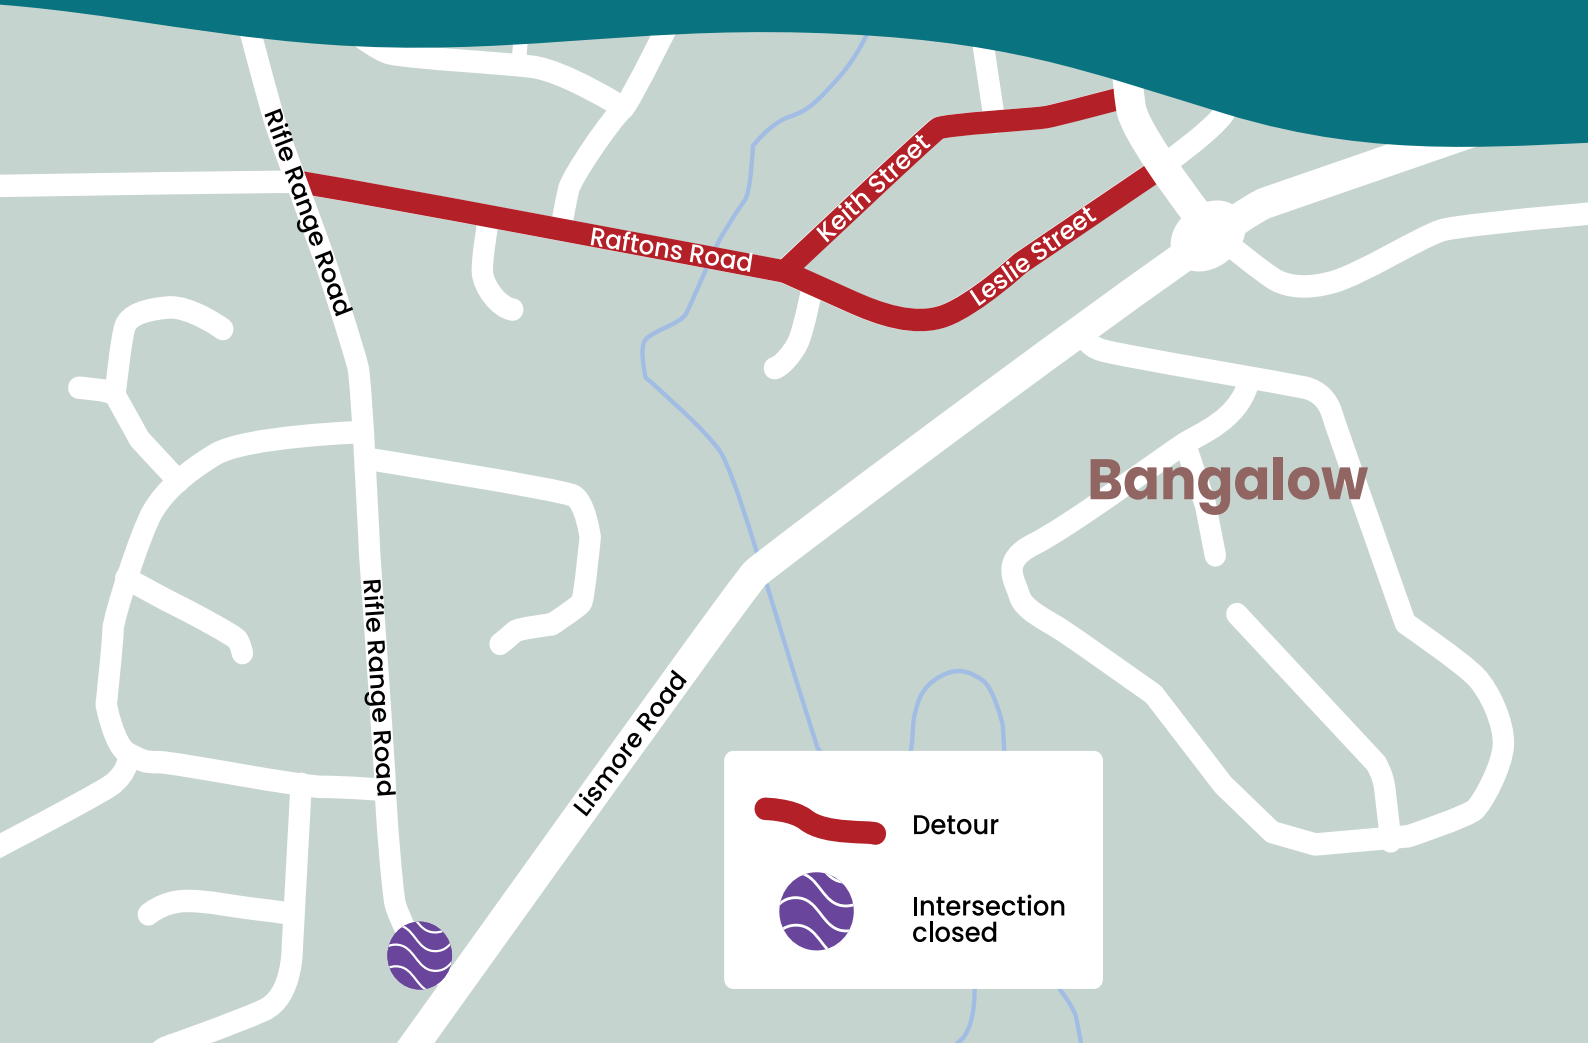 Rifle Range Road
Raftons Road
Keith Street
Leslie Street
Bangalow
Rifle Range Road
Lismore Road
Detour
Intersection
closed